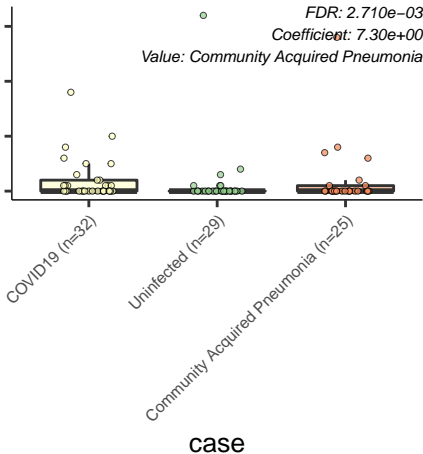 FDR: 2.710e−03
Coefficient: 7.30e+00
Value: Community Acquired Pneumonia
COVID19 (n=32)
Uninfected (n=29)
Community Acquired Pneumonia (n=25)
case